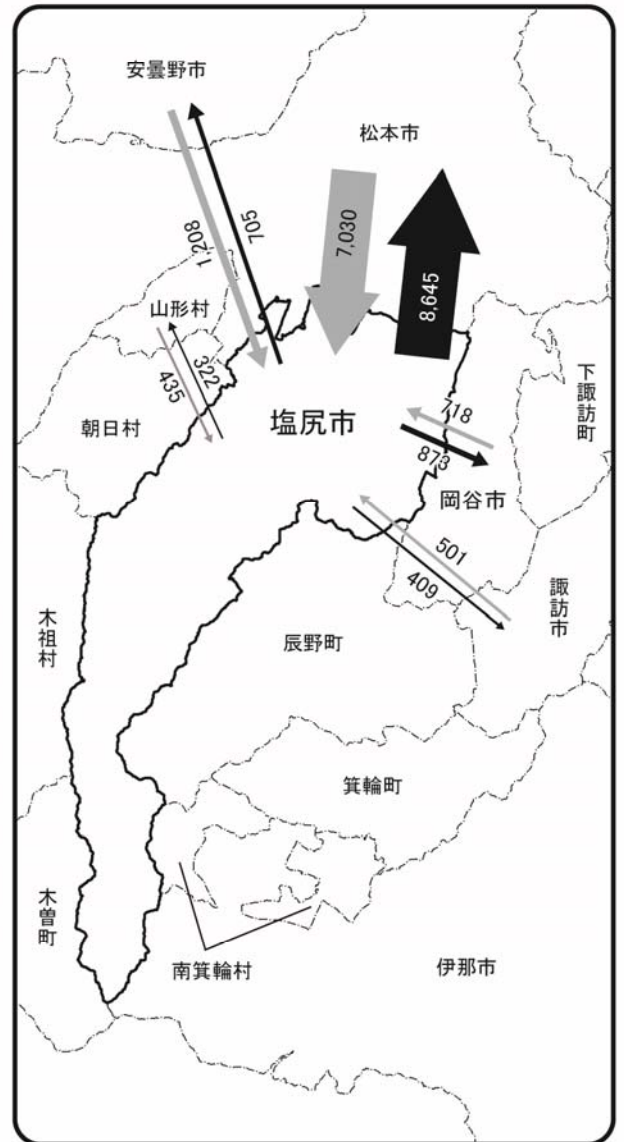 安曇野市
松本市
705
1,208
7,030
8,645
山形村
322
435
朝日村
塩尻市
718
873
下諏訪町
岡谷市
501
409
諏訪市
木祖村
辰野町
箕輪町
木曽町
南箕輪村
伊那市